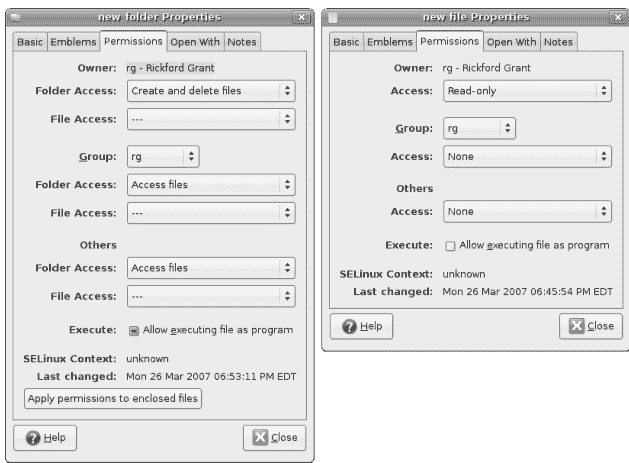 new folder Properties
Basic Emblems Permissions Open With Notes
Owner: rg - Rickford Grant
Folder Access: Create and delete files
File Access: ---
Group: rg
Folder Access: Access files
File Access: ---
Others
Folder Access: Access files
File Access: ---
Execute: Allow executing file as program
SELinux Context: unknown
Last changed: Mon 26 Mar 2007 06:53:11 PM EDT
Apply permissions to enclosed files
Help Close
new file Properties
Basic Emblems Permissions Open With Notes
Owner: rg - Rickford Grant
Access: Read-only
Group: rg
Access: None
Others
Access: None
Execute: Allow executing file as program
SELinux Context: unknown
Last changed: Mon 26 Mar 2007 06:45:54 PM EDT
Help Close